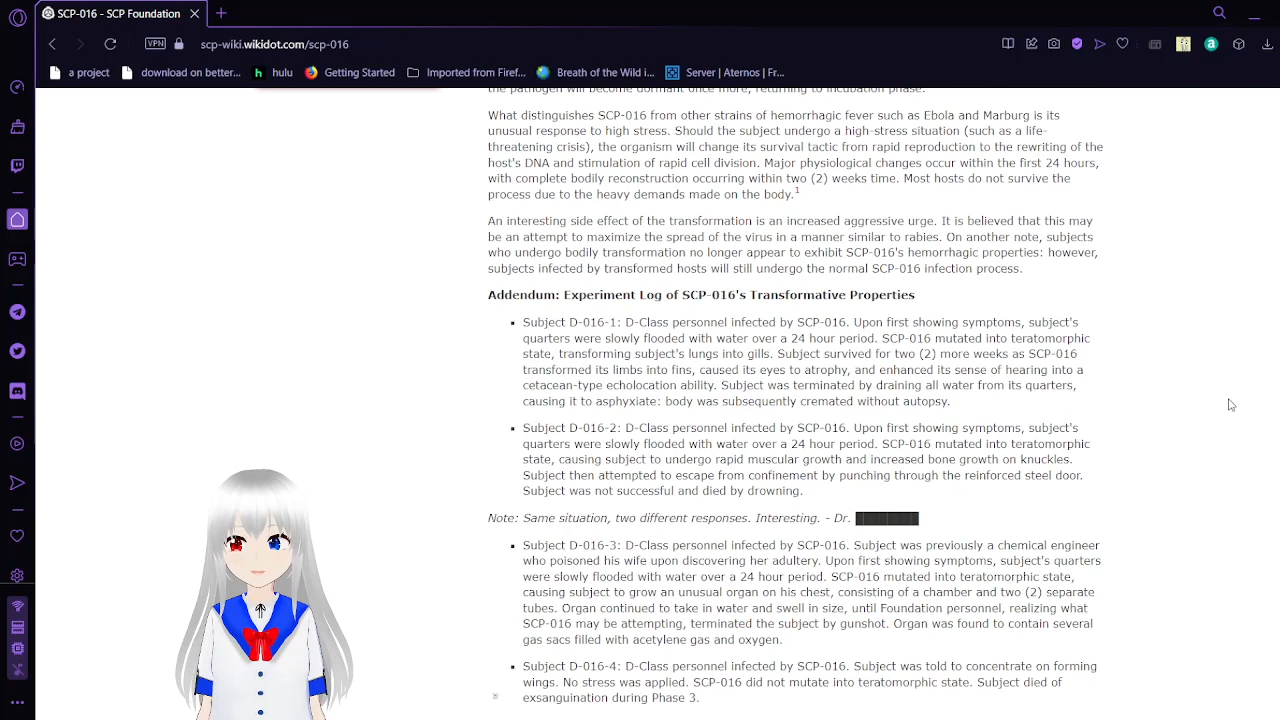 SCP-016 - SCP Foundation
VPN
scp-wiki.wikidot.com/scp-016
a project
download on better...
hulu
Getting Started
Imported from Firef...
Breath of the Wild i...
Server | Aternos | Fr...
the pathogen will become dormant once more, returning to incubation phase.
What distinguishes SCP-016 from other strains of hemorrhagic fever such as Ebola and Marburg is its
unusual response to high stress. Should the subject undergo a high-stress situation (such as a life-
threatening crisis), the organism will change its survival tactic from rapid reproduction to the rewriting of the
host's DNA and stimulation of rapid cell division. Major physiological changes occur within the first 24 hours,
with complete bodily reconstruction occurring within two (2) weeks time. Most hosts do not survive the
process due to the heavy demands made on the body.1
An interesting side effect of the transformation is an increased aggressive urge. It is believed that this may
be an attempt to maximize the spread of the virus in a manner similar to rabies. On another note, subjects
who undergo bodily transformation no longer appear to exhibit SCP-016's hemorrhagic properties: however,
subjects infected by transformed hosts will still undergo the normal SCP-016 infection process.
Addendum: Experiment Log of SCP-016's Transformative Properties
Subject D-016-1: D-Class personnel infected by SCP-016. Upon first showing symptoms, subject's
quarters were slowly flooded with water over a 24 hour period. SCP-016 mutated into teratomorphic
state, transforming subject's lungs into gills. Subject survived for two (2) more weeks as SCP-016
transformed its limbs into fins, caused its eyes to atrophy, and enhanced its sense of hearing into a
cetacean-type echolocation ability. Subject was terminated by draining all water from its quarters,
causing it to asphyxiate: body was subsequently cremated without autopsy.
Subject D-016-2: D-Class personnel infected by SCP-016. Upon first showing symptoms, subject's
quarters were slowly flooded with water over a 24 hour period. SCP-016 mutated into teratomorphic
state, causing subject to undergo rapid muscular growth and increased bone growth on knuckles.
Subject then attempted to escape from confinement by punching through the reinforced steel door.
Subject was not successful and died by drowning.
Note: Same situation, two different responses. Interesting. - Dr. ████████
Subject D-016-3: D-Class personnel infected by SCP-016. Subject was previously a chemical engineer
who poisoned his wife upon discovering her adultery. Upon first showing symptoms, subject's quarters
were slowly flooded with water over a 24 hour period. SCP-016 mutated into teratomorphic state,
causing subject to grow an unusual organ on his chest, consisting of a chamber and two (2) separate
tubes. Organ continued to take in water and swell in size, until Foundation personnel, realizing what
SCP-016 may be attempting, terminated the subject by gunshot. Organ was found to contain several
gas sacs filled with acetylene gas and oxygen.
Subject D-016-4: D-Class personnel infected by SCP-016. Subject was told to concentrate on forming
wings. No stress was applied. SCP-016 did not mutate into teratomorphic state. Subject died of
exsanguination during Phase 3.